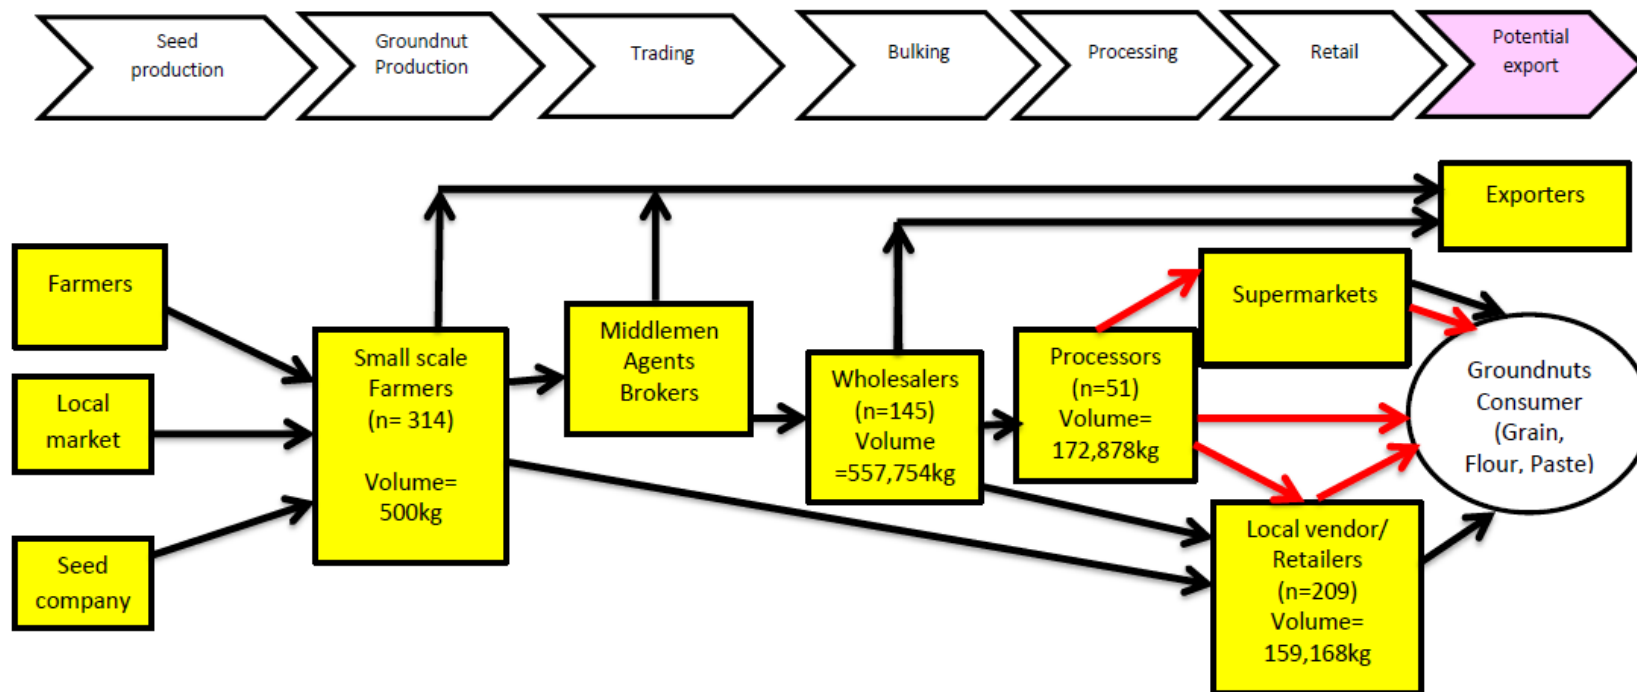 Seed
production
Groundnut
Production
Trading
Bulking
Processing
Retail
Potential
export
Exporters
Farmers
Supermarkets
Local
market
Small scale
Farmers
(n= 314)
Volume=
500kg
Middlemen
Agents
Brokers
Wholesalers
(n=145)
Volume
=557,754kg
Processors
(n=51)
Volume=
172,878kg
Groundnuts
Consumer
(Grain,
Flour, Paste)
Seed
company
Local vendor/
Retailers
(n=209)
Volume=
159,168kg